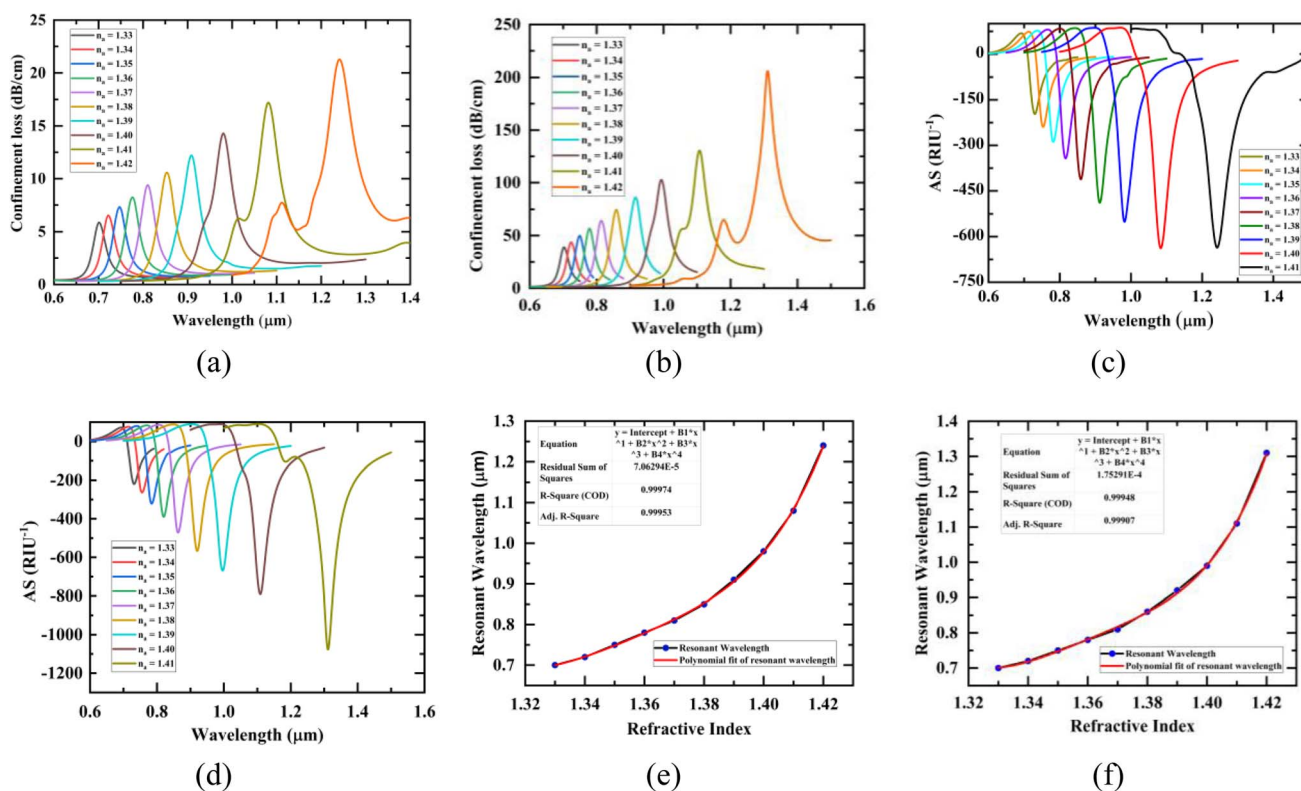 25
20
15
10
5
0
Confinement loss (dB/cm)
nₐ = 1.33
nₐ = 1.34
nₐ = 1.35
nₐ = 1.36
nₐ = 1.37
nₐ = 1.38
nₐ = 1.39
nₐ = 1.40
nₐ = 1.41
nₐ = 1.42
0.6 0.7 0.8 0.9 1.0 1.1 1.2 1.3 1.4
Wavelength (μm)
(a)
250
200
150
100
50
0
Confinement loss (dB/cm)
nₐ = 1.33
nₐ = 1.34
nₐ = 1.35
nₐ = 1.36
nₐ = 1.37
nₐ = 1.38
nₐ = 1.39
nₐ = 1.40
nₐ = 1.41
nₐ = 1.42
0.6 0.8 1.0 1.2 1.4 1.6
Wavelength (μm)
(b)
0
-150
-300
-450
-600
-750
AS (RIU⁻¹)
nₐ = 1.33
nₐ = 1.34
nₐ = 1.35
nₐ = 1.36
nₐ = 1.37
nₐ = 1.38
nₐ = 1.39
nₐ = 1.40
nₐ = 1.41
0.6 0.8 1.0 1.2 1.4
Wavelength (μm)
(c)
0
-200
-400
-600
-800
-1000
-1200
AS (RIU⁻¹)
nₐ = 1.33
nₐ = 1.34
nₐ = 1.35
nₐ = 1.36
nₐ = 1.37
nₐ = 1.38
nₐ = 1.39
nₐ = 1.40
nₐ = 1.41
0.6 0.8 1.0 1.2 1.4 1.6
Wavelength (μm)
(d)
1.3
1.2
1.1
1.0
0.9
0.8
0.7
Resonant Wavelength (μm)
Equation
y = Intercept + B1*x
^1 + B2*x^2 + B3*x
^3 + B4*x^4
Residual Sum of
Squares
7.06294E-5
R-Square (COD)
0.99974
Adj. R-Square
0.99953
Resonant Wavelength
Polynomial fit of resonant wavelength
1.32 1.34 1.36 1.38 1.40 1.42
Refractive Index
(e)
1.4
1.3
1.2
1.1
1.0
0.9
0.8
0.7
Resonant Wavelength (μm)
Equation
y = Intercept + B1*x
^1 + B2*x^2 + B3*x
^3 + B4*x^4
Residual Sum of
Squares
1.75291E-4
R-Square (COD)
0.99948
Adj. R-Square
0.99907
Resonant Wavelength
Polynomial fit of resonant wavelength
1.32 1.34 1.36 1.38 1.40 1.42
Refractive Index
(f)